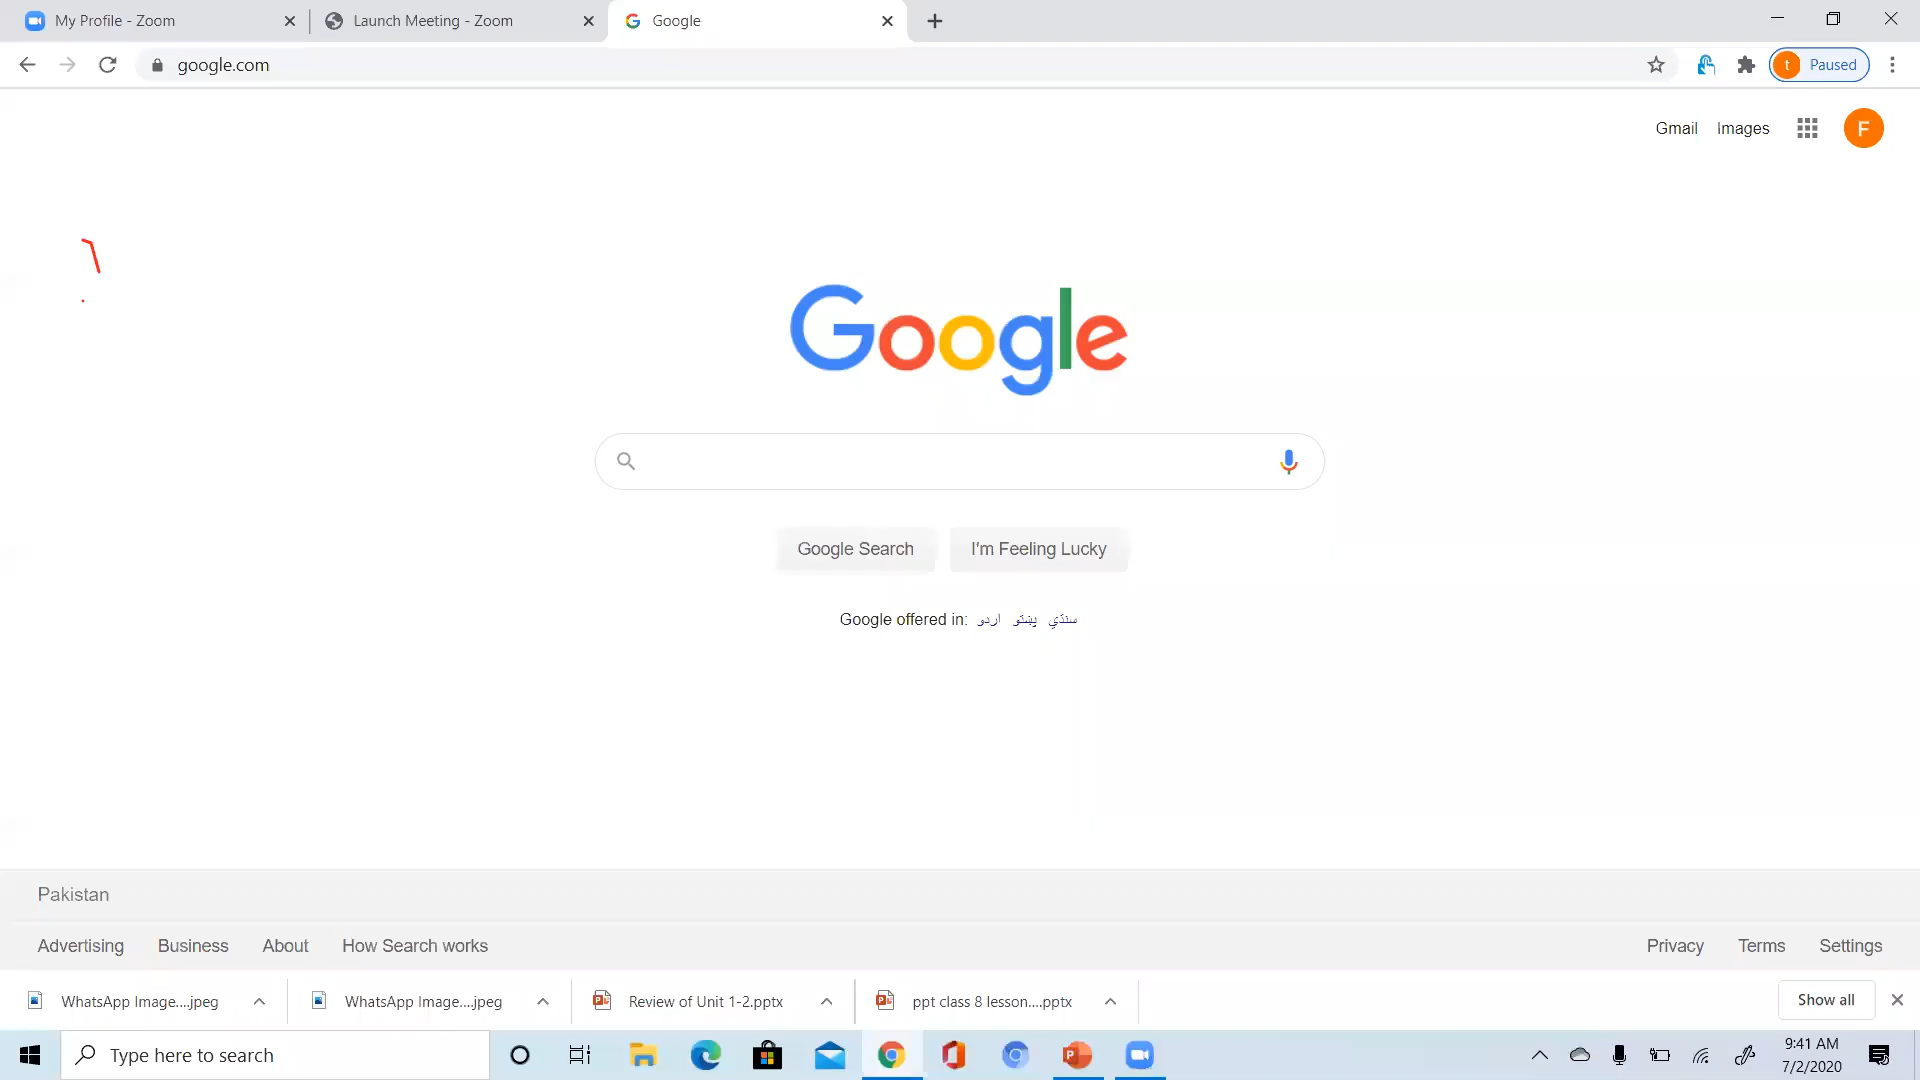 My Profile - Zoom
Launch Meeting - Zoom
Google
google.com
t Paused
Gmail Images F
Google
Google Search I'm Feeling Lucky
Google offered in: اردو پښتو سنڌي
Pakistan
Advertising Business About How Search works Privacy Terms Settings
WhatsApp Image....jpeg WhatsApp Image....jpeg Review of Unit 1-2.pptx ppt class 8 lesson....pptx Show all
Type here to search
9:41 AM
7/2/2020